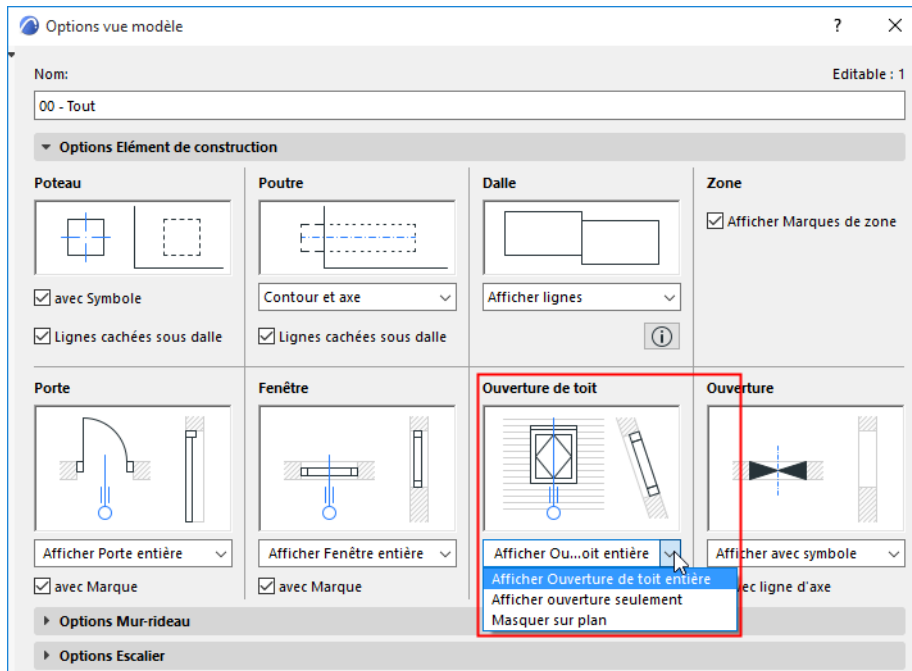 Options vue modèle
?
Nom:
Editable : 1
00 - Tout
Options Elément de construction
Poteau
Poutre
Dalle
Zone
Afficher Marques de zone
avec Symbole
Contour et axe
Afficher lignes
Lignes cachées sous dalle
Lignes cachées sous dalle
Porte
Fenêtre
Ouverture de toit
Ouverture
Afficher Porte entière
Afficher Fenêtre entière
Afficher Ou...oit entière
Afficher avec symbole
avec Marque
avec Marque
Afficher Ouverture de toit entière
Afficher ouverture seulement
Masquer sur plan
ec ligne d'axe
Options Mur-rideau
Options Escalier